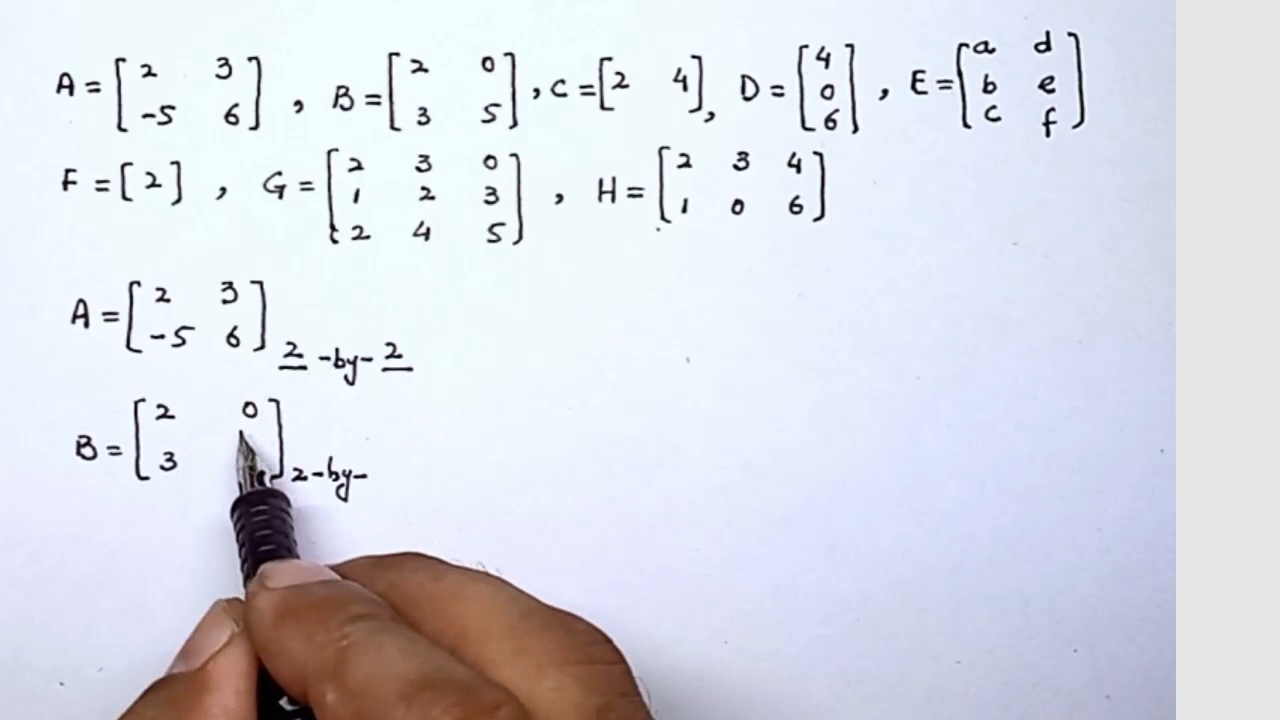 A = [2 3 -5 6], B = [2 0 3 5], C = [2 4], D = [4 0 6], E = [a d b e c f]
F = [2], G = [2 3 0 1 2 3 2 4 5], H = [2 3 4 1 0 6]
A = [2 3 -5 6] 2-by-2
B = [2 0 3 ] 2-by-